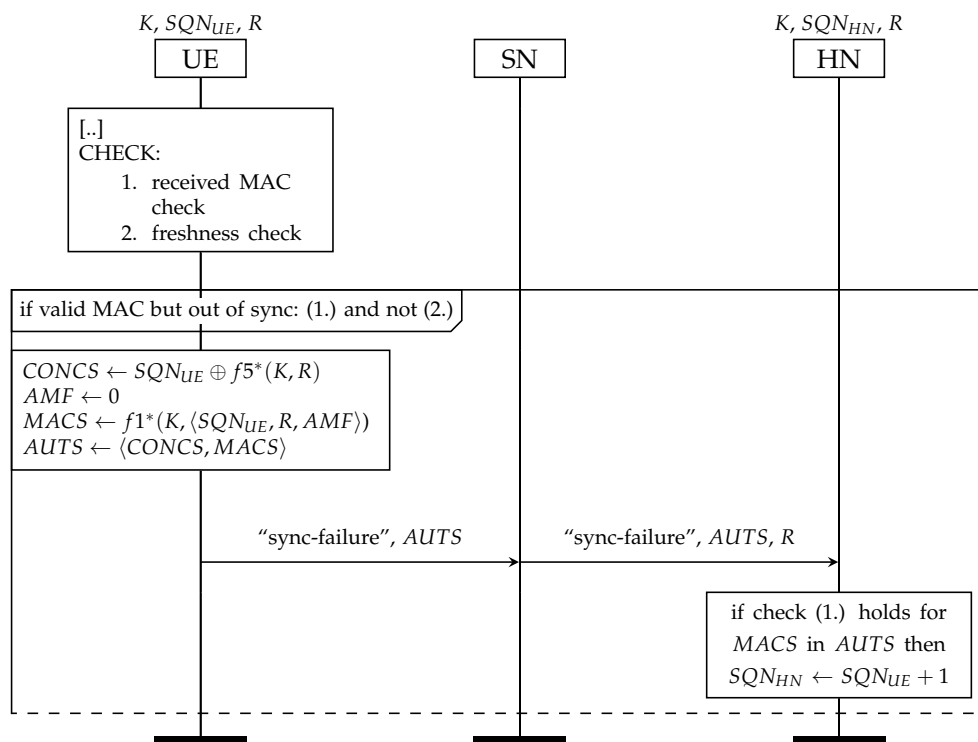 K, SQN_UE, R
K, SQN_HN, R
UE
SN
HN
[..]
CHECK:
1. received MAC
check
2. freshness check
if valid MAC but out of sync: (1.) and not (2.)
CONCS ← SQN_UE ⊕ f5*(K, R)
AMF ← 0
MACS ← f1*(K, ⟨SQN_UE, R, AMF⟩)
AUTS ← ⟨CONCS, MACS⟩
“sync-failure”, AUTS
“sync-failure”, AUTS, R
if check (1.) holds for
MACS in AUTS then
SQN_HN ← SQN_UE + 1